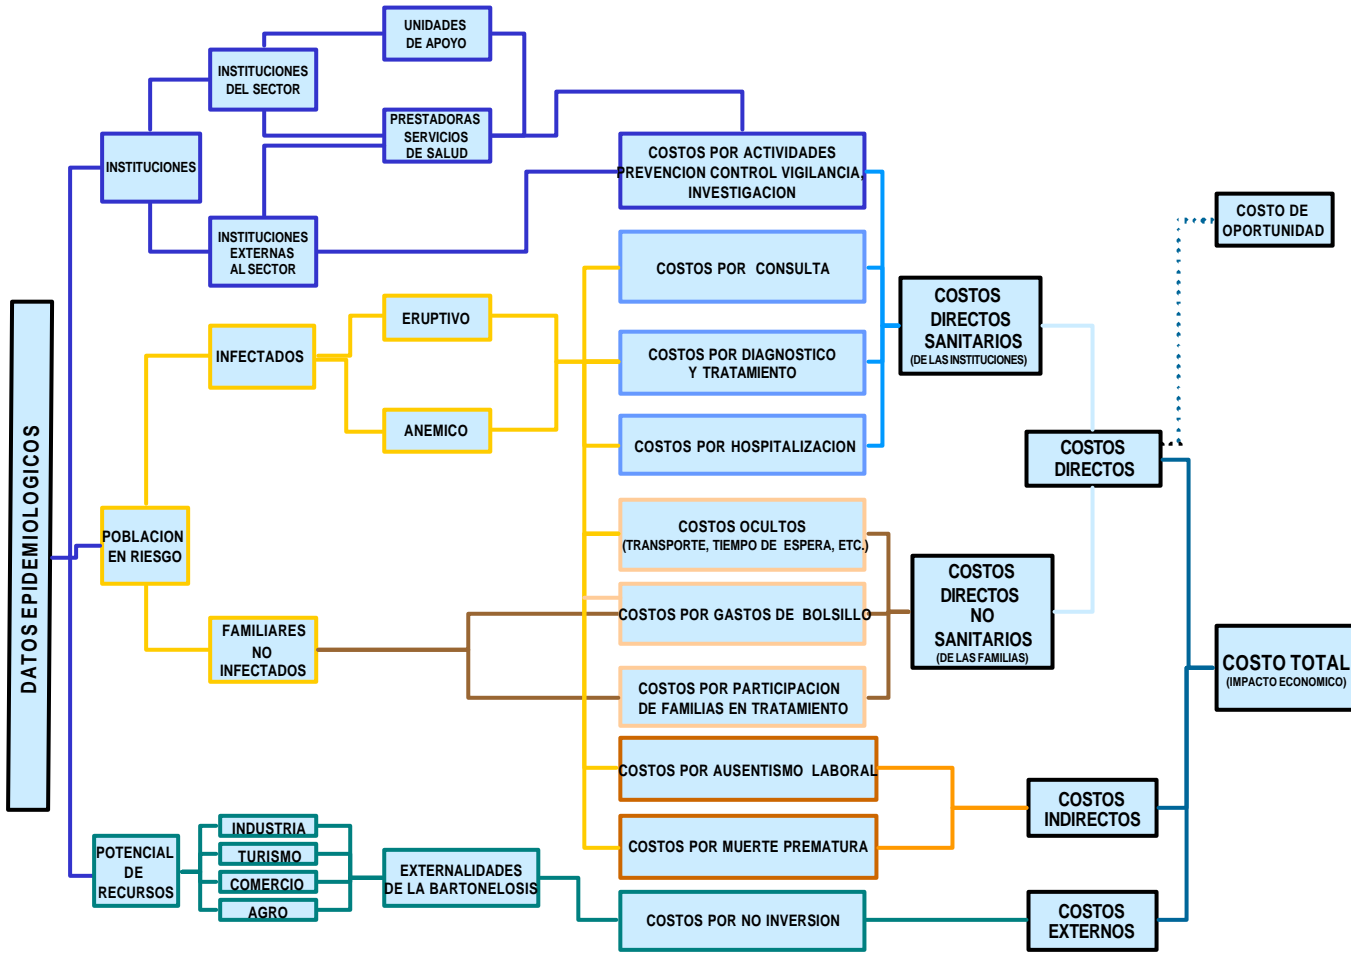 DATOS EPIDEMIOLOGICOS
INSTITUCIONES
INSTITUCIONES
DEL SECTOR
INSTITUCIONES
EXTERNAS
AL SECTOR
UNIDADES
DE APOYO
PRESTADORAS
SERVICIOS
DE SALUD
POBLACION
EN RIESGO
INFECTADOS
ERUPTIVO
ANEMICO
FAMILIARES
NO
INFECTADOS
POTENCIAL
DE
RECURSOS
INDUSTRIA
TURISMO
COMERCIO
AGRO
EXTERNALIDADES
DE LA BARTONELOSIS
COSTOS POR ACTIVIDADES
PREVENCION CONTROL VIGILANCIA,
INVESTIGACION
COSTOS POR CONSULTA
COSTOS POR DIAGNOSTICO
Y TRATAMIENTO
COSTOS POR HOSPITALIZACION
COSTOS OCULTOS
(TRANSPORTE, TIEMPO DE ESPERA, ETC.)
COSTOS POR GASTOS DE BOLSILLO
COSTOS POR PARTICIPACION
DE FAMILIAS EN TRATAMIENTO
COSTOS POR AUSENTISMO LABORAL
COSTOS POR MUERTE PREMATURA
COSTOS POR NO INVERSION
COSTOS
DIRECTOS
SANITARIOS
(DE LAS INSTITUCIONES)
COSTOS
DIRECTOS
NO
SANITARIOS
(DE LAS FAMILIAS)
COSTOS
DIRECTOS
COSTOS
INDIRECTOS
COSTOS
EXTERNOS
COSTO DE
OPORTUNIDAD
COSTO TOTAL
(IMPACTO ECONOMICO)